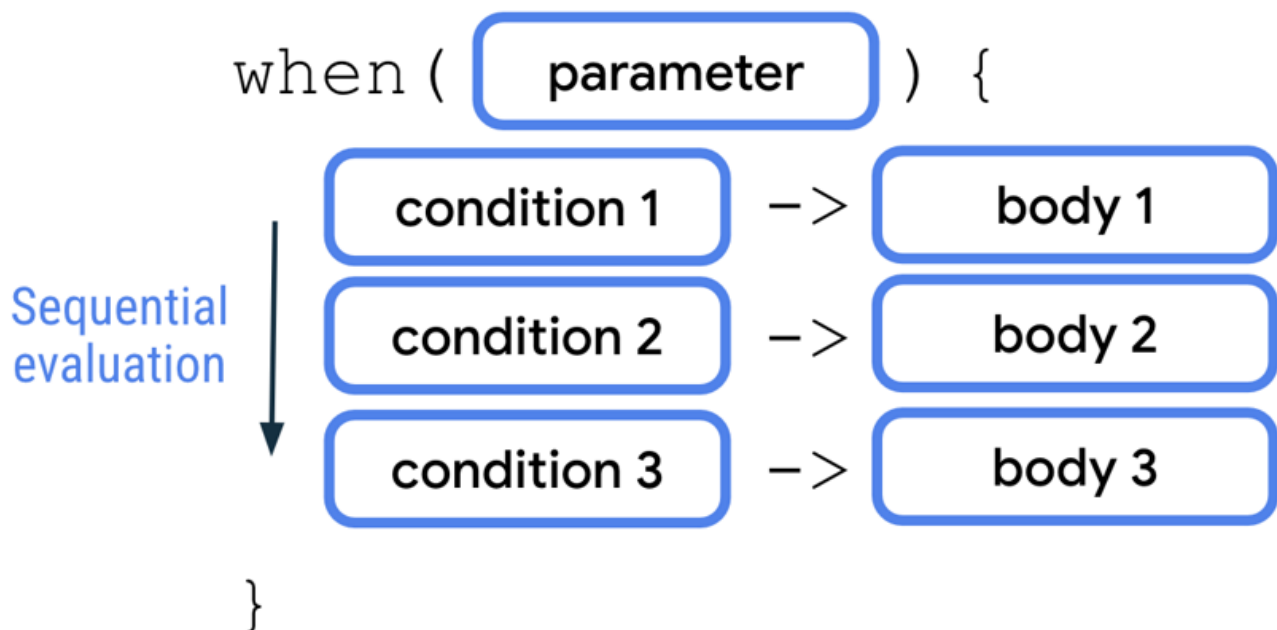 when( parameter ) {
condition 1 -> body 1
Sequential
evaluation
condition 2 -> body 2
condition 3 -> body 3
}